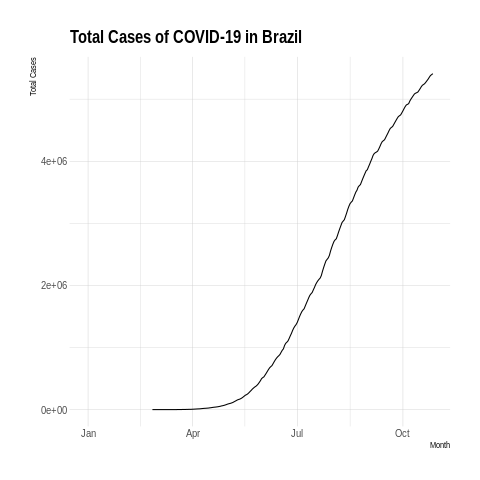 Total Cases of COVID-19 in Brazil
Total Cases
4e+06
2e+06
0e+00
Jan Apr Jul Oct
Month